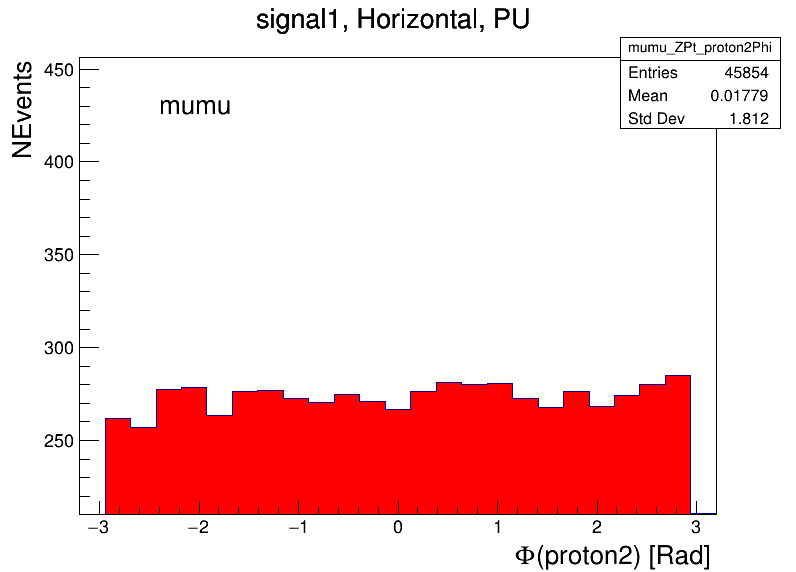 signal1, Horizontal, PU
mumu_ZPt_proton2Phi
Entries 45854
Mean 0.01779
Std Dev 1.812
NEvents
mumu
450
400
350
300
250
−3 −2 −1 0 1 2 3
Φ(proton2) [Rad]